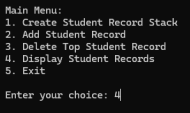 Main Menu:
1. Create Student Record Stack
2. Add Student Record
3. Delete Top Student Record
4. Display Student Records
5. Exit
Enter your choice: 4